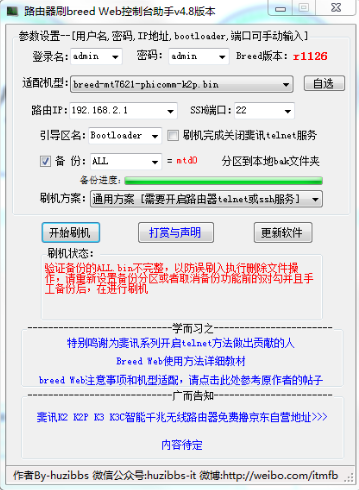 路由器刷breed Web控制台助手v4.8版本
参数设置--[用户名,密码,IP地址,bootloader,端口可手动输入]
登录名: admin 密码: admin Breed版本: r1126
适配机型: breed-mt7621-phicomm-k2p.bin 自选
路由IP: 192.168.2.1 SSH端口: 22
引导区名: Bootloader 刷机完成关闭斐讯telnet服务
备 份: ALL = mtd0 分区到本地bak文件夹
备份进度:
刷机方案: 通用方案 [需要开启路由器telnet或ssh服务]
开始刷机 打赏与声明 更新软件
刷机状态:
验证备份的ALL.bin不完整，以防误刷入执行删除文件操
作，请重新设置备份分区或者取消备份功能前的对勾并且手
工备份后，在进行刷机
学而习之
特别鸣谢为斐讯系列开启telnet方法做出贡献的人
Breed Web使用方法详细教材
breed Web注意事项和机型适配，请点击此处参考原作者的帖子
广而告知
斐讯K2 K2P K3 K3C智能千兆无线路由器免费撸京东自营地址>>>
内容待定
作者By-huzibbs 微信公众号:huzibbs-it 微博:http://weibo.com/itmfb